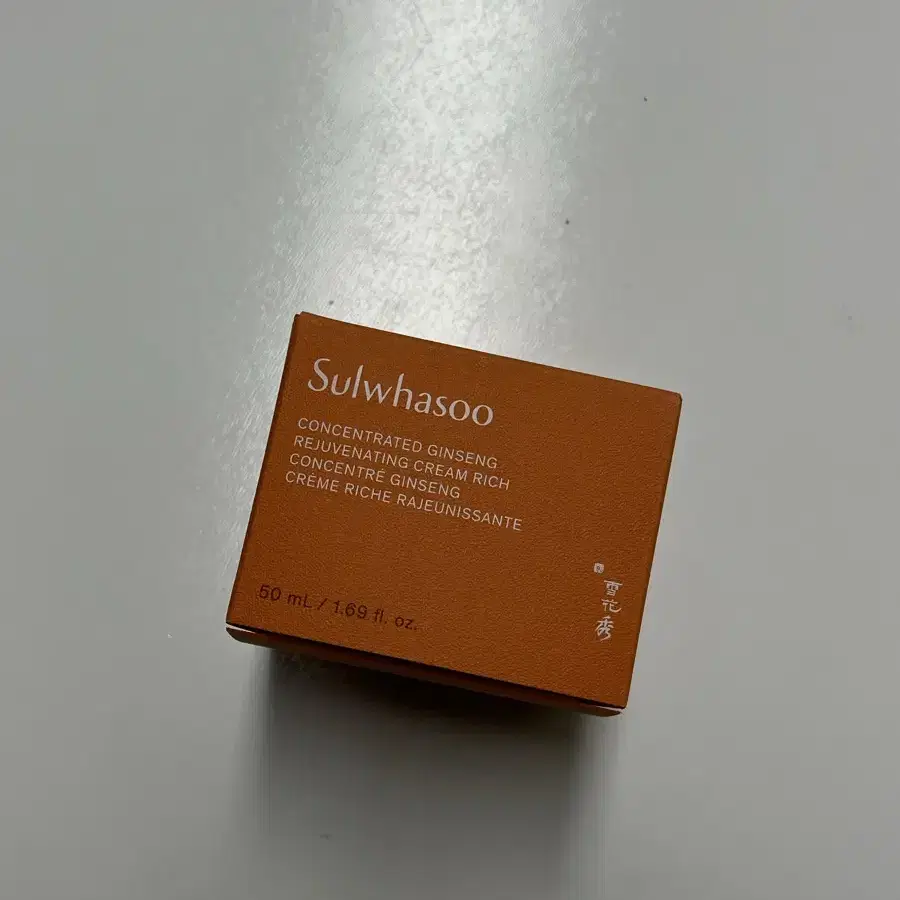 Sulwhasoo
CONCENTRATED GINSENG
REJUVENATING CREAM RICH
CONCENTRÉ GINSENG
CRÈME RICHE RAJEUNISSANTE
50 mL / 1.69 fl. oz.
雪花秀